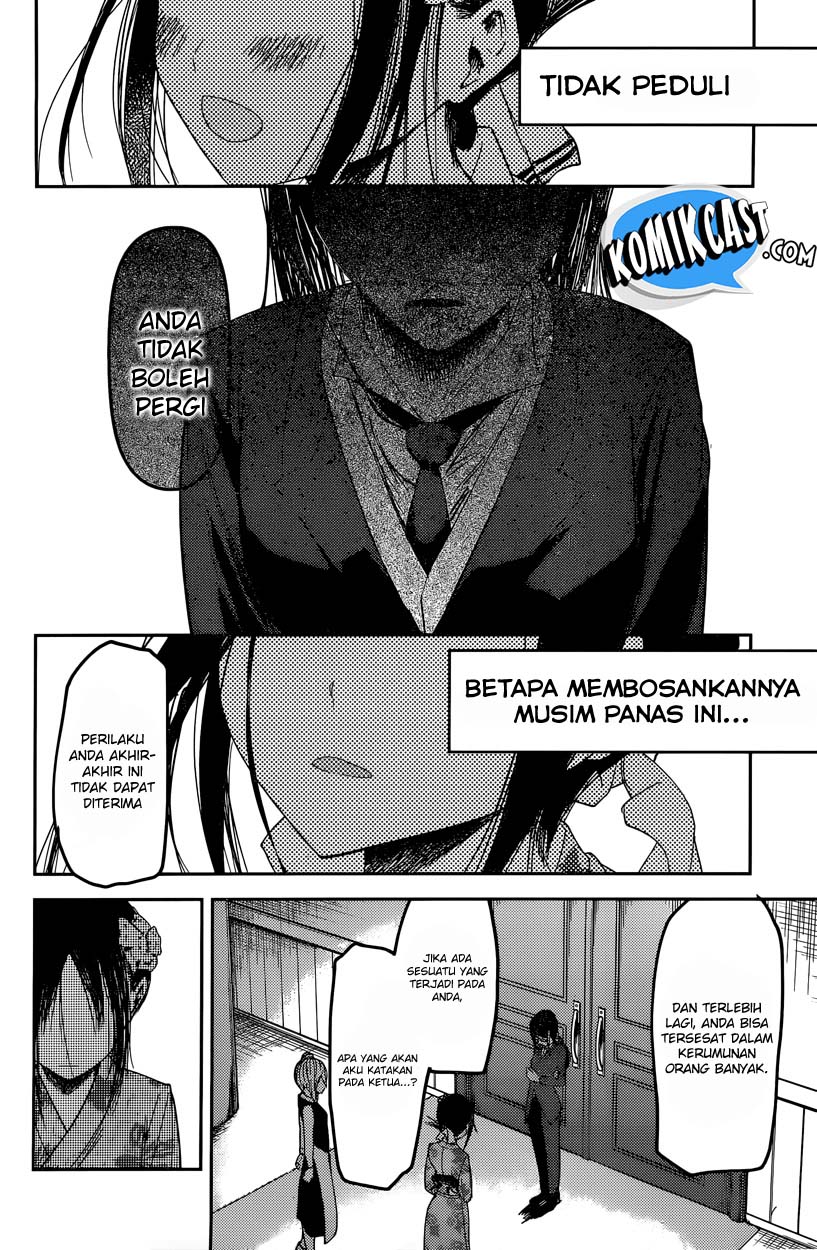 TIDAK PEDULI
KOMIKCAST
.COM
ANDA
TIDAK
BOLEH
PERGI
BETAPA MEMBOSANKANNYA
MUSIM PANAS INI...
PERILAKU
ANDA AKHIR-
AKHIR INI
TIDAK DAPAT
DITERIMA
DAN TERLEBIH
LAGI, ANDA BISA
TERSESAT DALAM
KERUMUNAN
ORANG BANYAK.
JIKA ADA
SESUATU YANG
TERJADI PADA
ANDA,
APA YANG AKAN
AKU KATAKAN
PADA KETUA...?